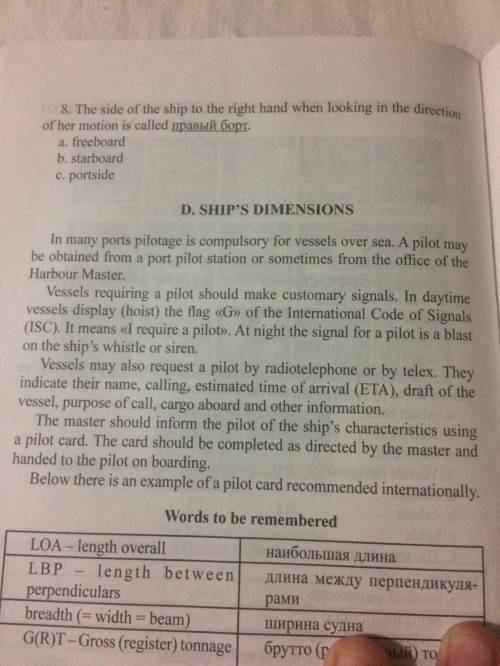 8. The side of the ship to the right hand when looking in the direction
of her motion is called правый борт.
a. freeboard
b. starboard
c. portside
D. SHIP'S DIMENSIONS
In many ports pilotage is compulsory for vessels over sea. A pilot may
be obtained from a port pilot station or sometimes from the office of the
Harbour Master.
Vessels requiring a pilot should make customary signals. In daytime
vessels display (hoist) the flag «G» of the International Code of Signals
(ISC). It means «I require a pilot». At night the signal for a pilot is a blast
on the ship's whistle or siren.
Vessels may also request a pilot by radiotelephone or by telex. They
indicate their name, calling, estimated time of arrival (ETA), draft of the
vessel, purpose of call, cargo aboard and other information.
The master should inform the pilot of the ship's characteristics using
a pilot card. The card should be completed as directed by the master and
handed to the pilot on boarding.
Below there is an example of a pilot card recommended internationally.
Words to be remembered
LOA – length overall
наибольшая длина
LBP – length between
perpendiculars
длина между перпендикуля-
рами
breadth (= width = beam)
ширина судна
G(R)T – Gross (register) tonnage
брутто